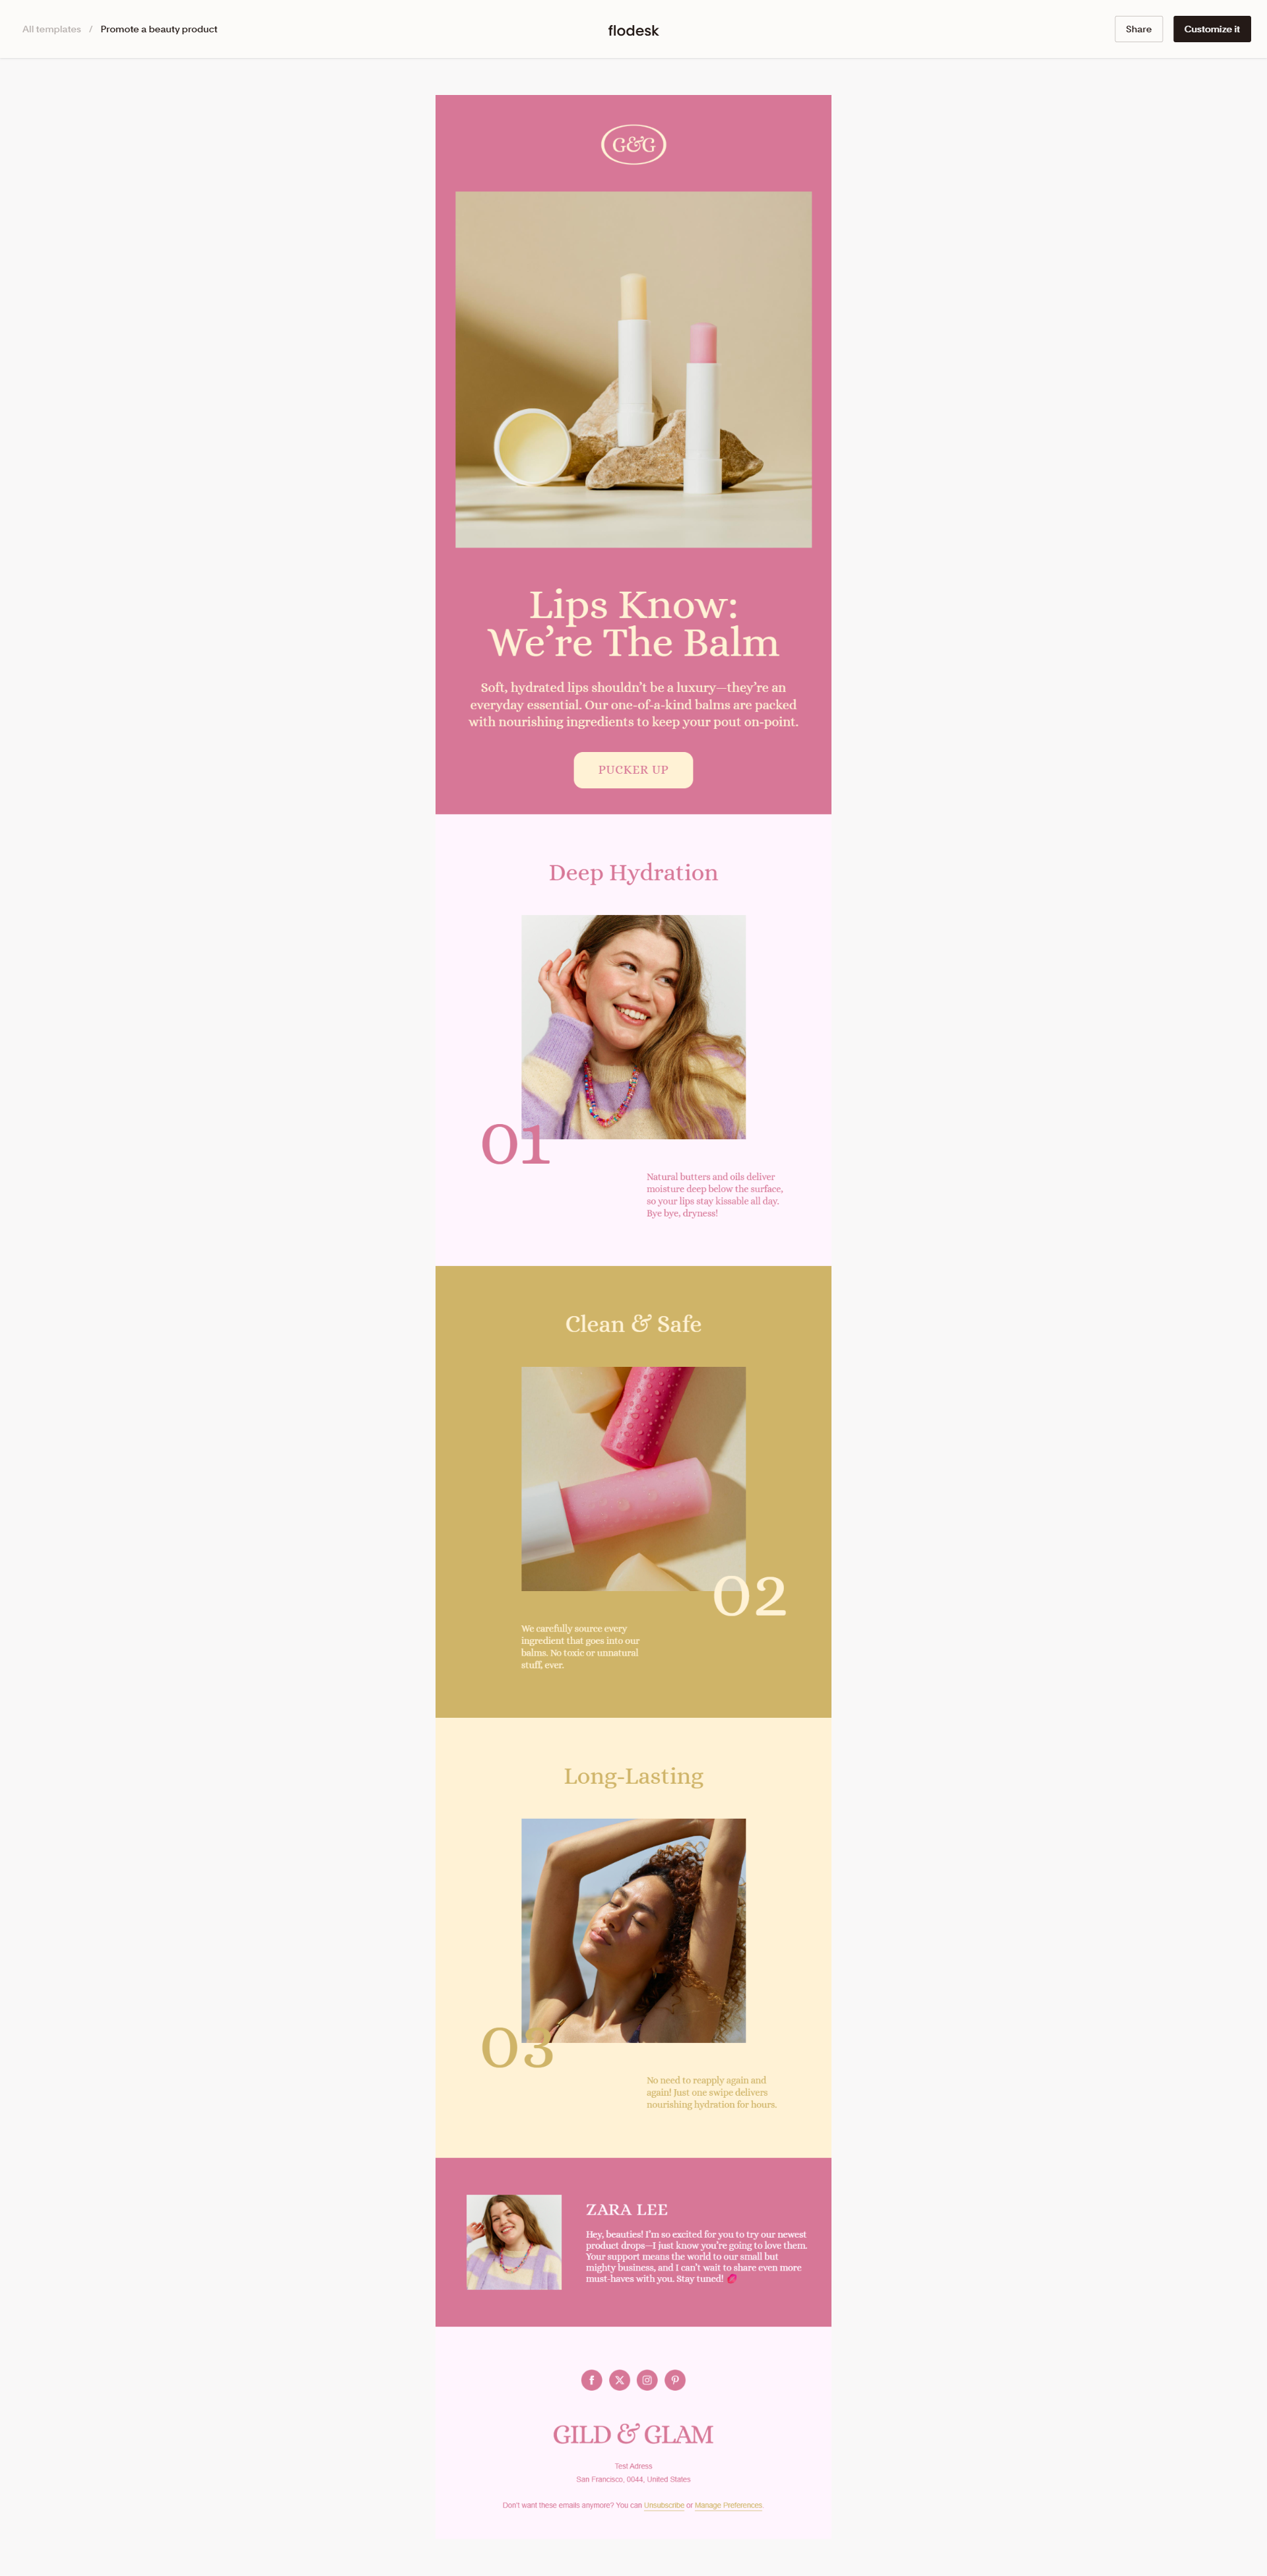 All templates / Promote a beauty product
flodesk
Share
Customize it
G&G
Lips Know:
We’re The Balm
Soft, hydrated lips shouldn’t be a luxury—they’re an
everyday essential. Our one-of-a-kind balms are packed
with nourishing ingredients to keep your pout on-point.
PUCKER UP
Deep Hydration
01
Natural butters and oils deliver
moisture deep below the surface,
so your lips stay kissable all day.
Bye bye, dryness!
Clean & Safe
02
We carefully source every
ingredient that goes into our
balms. No toxic or unnatural
stuff, ever.
Long-Lasting
03
No need to reapply again and
again! Just one swipe delivers
nourishing hydration for hours.
ZARA LEE
Hey, beauties! I’m so excited for you to try our newest
product drops—I just know you’re going to love them.
Your support means the world to our small but
mighty business, and I can’t wait to share even more
must-haves with you. Stay tuned! 💋
GILD & GLAM
Test Adress
San Francisco, 0044, United States
Don't want these emails anymore? You can Unsubscribe or Manage Preferences.